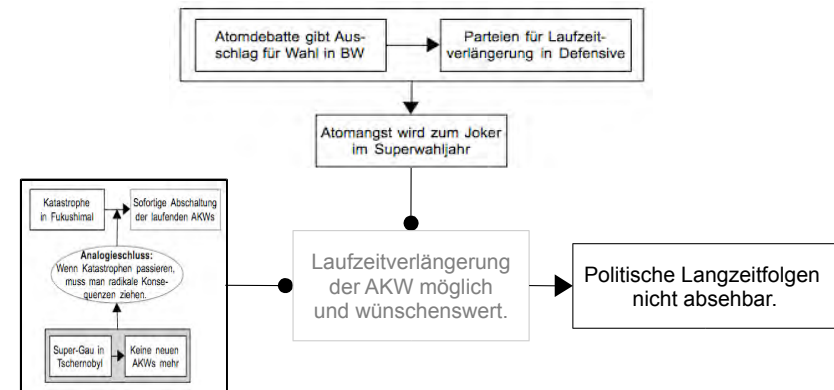 Atomdebatte gibt Aus-
schlag für Wahl in BW
Parteien für Laufzeit-
verlängerung in Defensive
Atomangst wird zum Joker
im Superwahljahr
Katastrophe
in Fukushimal
Sofortige Abschaltung
der laufenden AKWs
Analogieschluss:
Wenn Katastrophen passieren,
muss man radikale Konse-
quenzen ziehen.
Super-Gau in
Tschernobyl
Keine neuen
AKWs mehr
Laufzeitverlängerung
der AKW möglich
und wünschenswert.
Politische Langzeitfolgen
nicht absehbar.